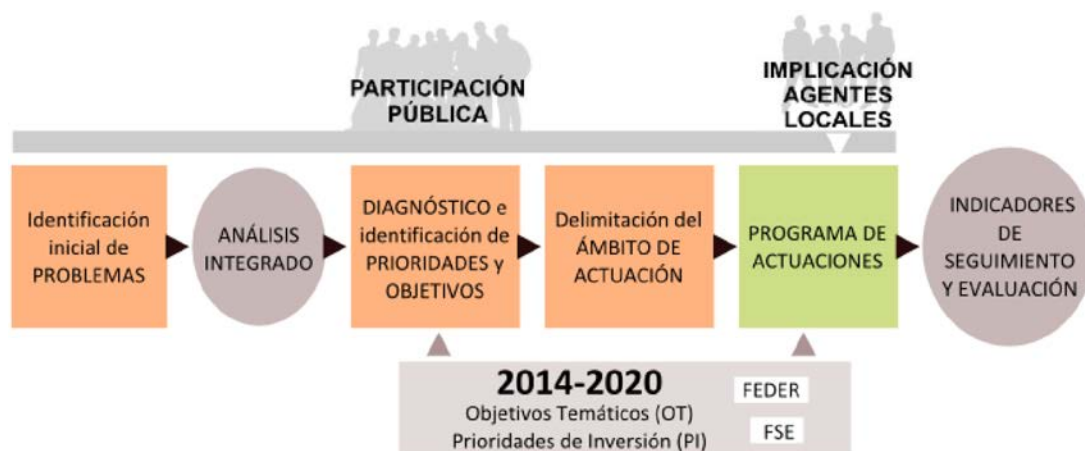 PARTICIPACIÓN
PÚBLICA
IMPLICACIÓN
AGENTES
LOCALES
Identificación
inicial de
PROBLEMAS
ANÁLISIS
INTEGRADO
DIAGNÓSTICO e
identificación de
PRIORIDADES y
OBJETIVOS
Delimitación del
ÁMBITO DE
ACTUACIÓN
PROGRAMA DE
ACTUACIONES
INDICADORES
DE
SEGUIMIENTO
Y EVALUACIÓN
2014-2020
Objetivos Temáticos (OT)
Prioridades de Inversión (PI)
FEDER
FSE